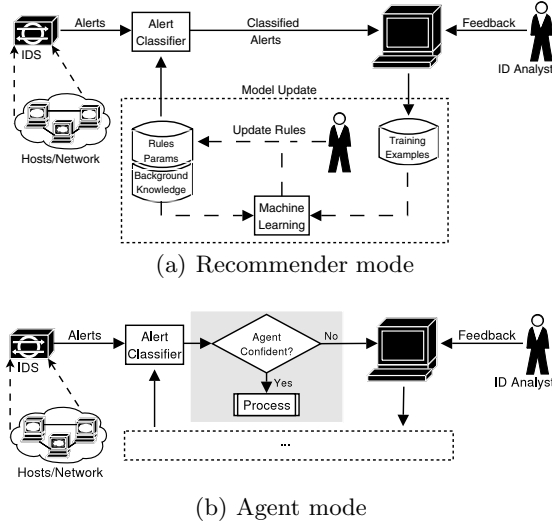 Alerts
Alert
Classifier
Classified
Alerts
Feedback
IDS
ID Analyst
Hosts/Network
Model Update
Rules
Params
Background
Knowledge
Update Rules
Training
Examples
Machine
Learning
(a) Recommender mode
Alerts
Alert
Classifier
Agent
Confident?
No
Yes
Process
Feedback
IDS
ID Analyst
Hosts/Network
...
(b) Agent mode